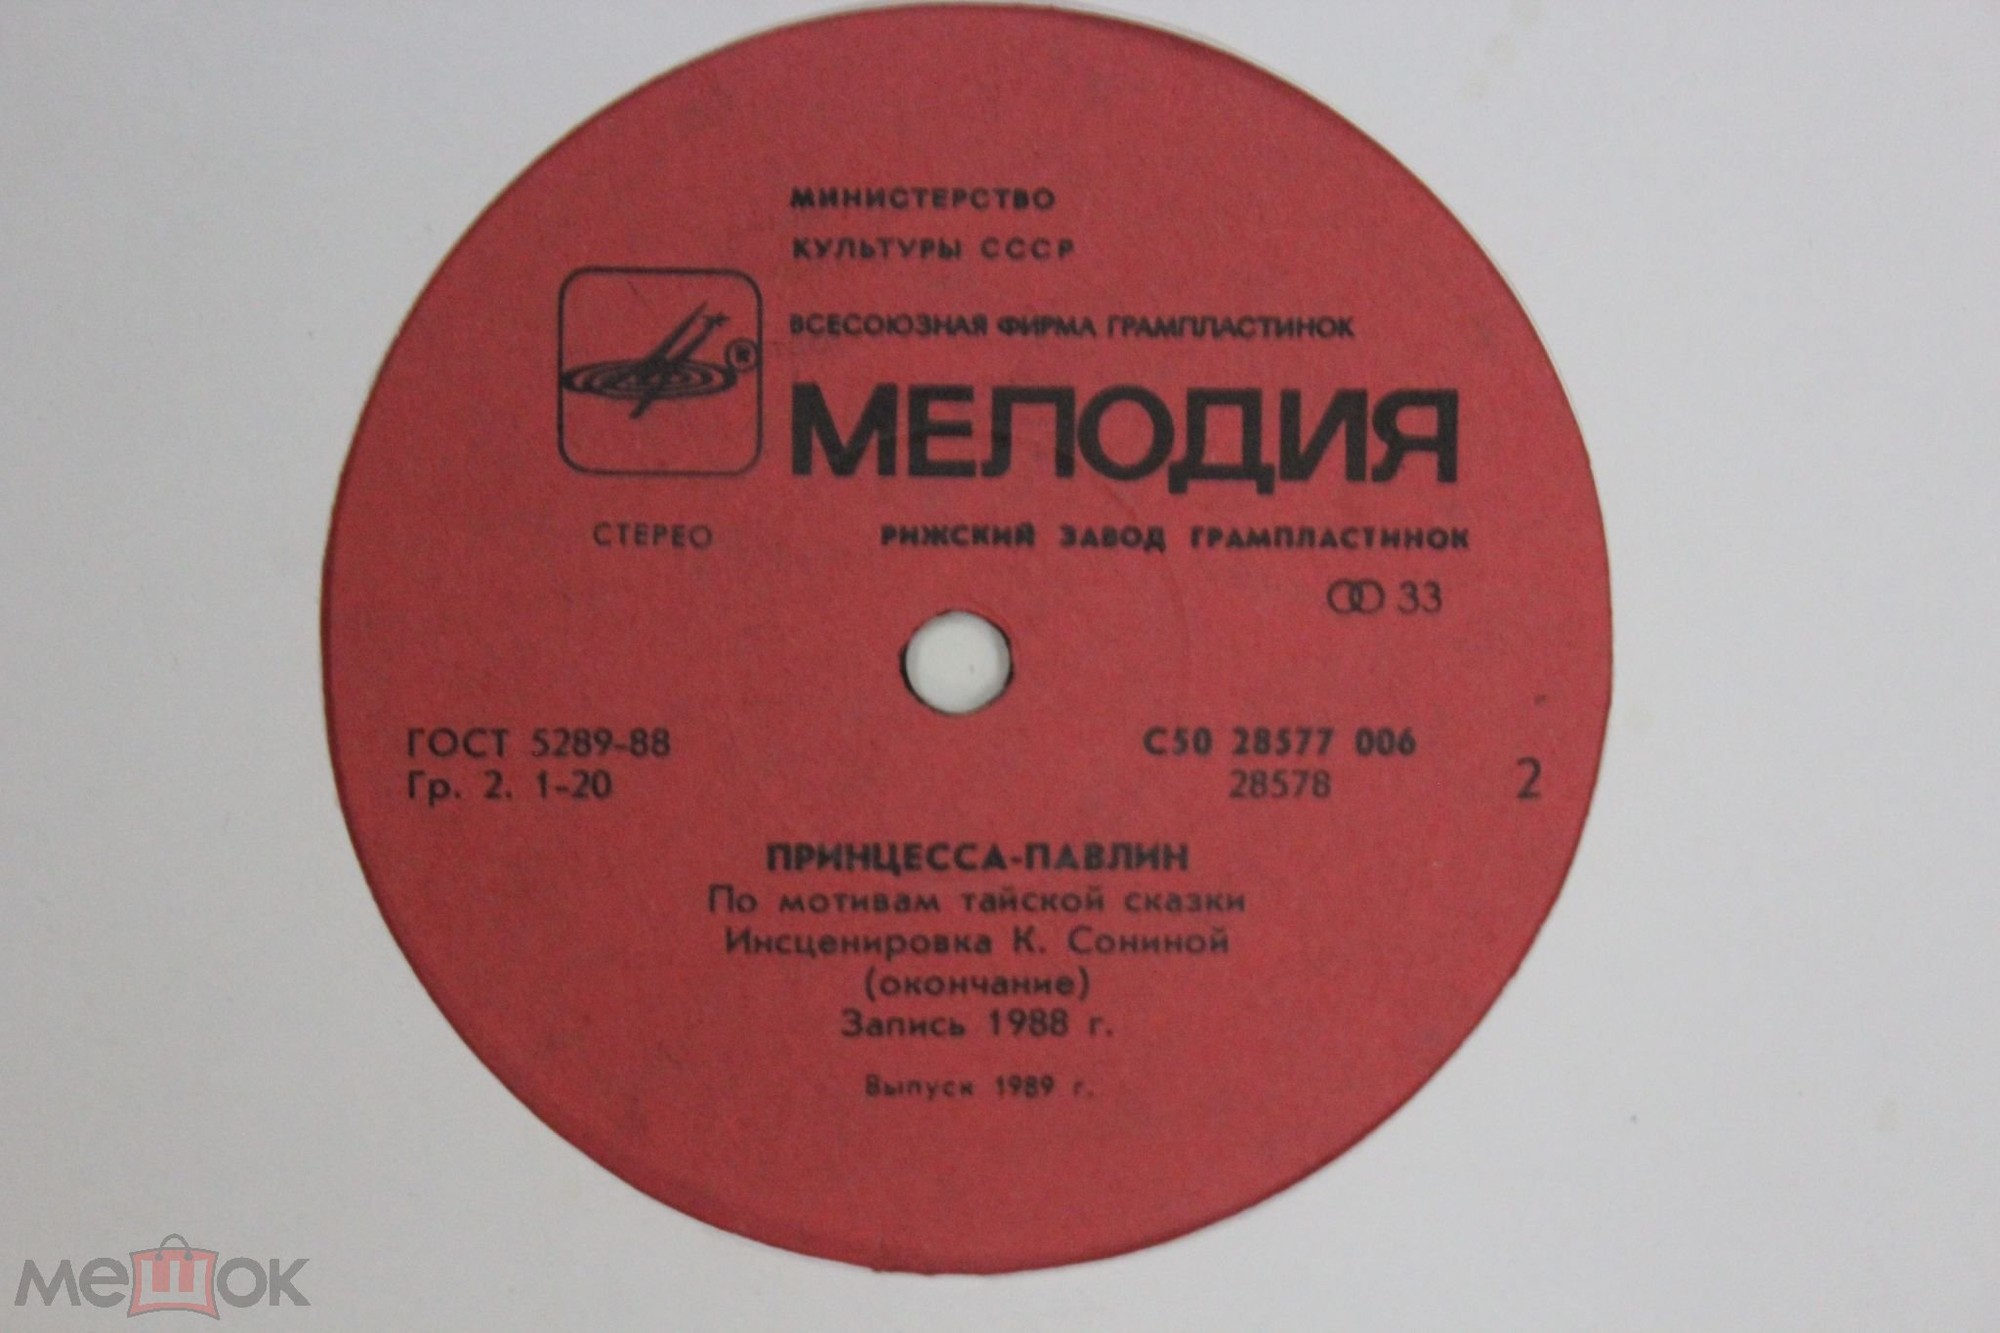 МИНИСТЕРСТВО
КУЛЬТУРЫ СССР
ВСЕСОЮЗНАЯ ФИРМА ГРАМПЛАСТИНОК
®
МЕЛОДИЯ
СТЕРЕО
РИЖСКИЙ ЗАВОД ГРАМПЛАСТИНОК
33
ГОСТ 5289-88
Гр. 2. 1-20
С50 28577 006
28578
2
ПРИНЦЕССА-ПАВЛИН
По мотивам тайской сказки
Инсценировка К. Сониной
(окончание)
Запись 1988 г.
Выпуск 1989 г.
мешок